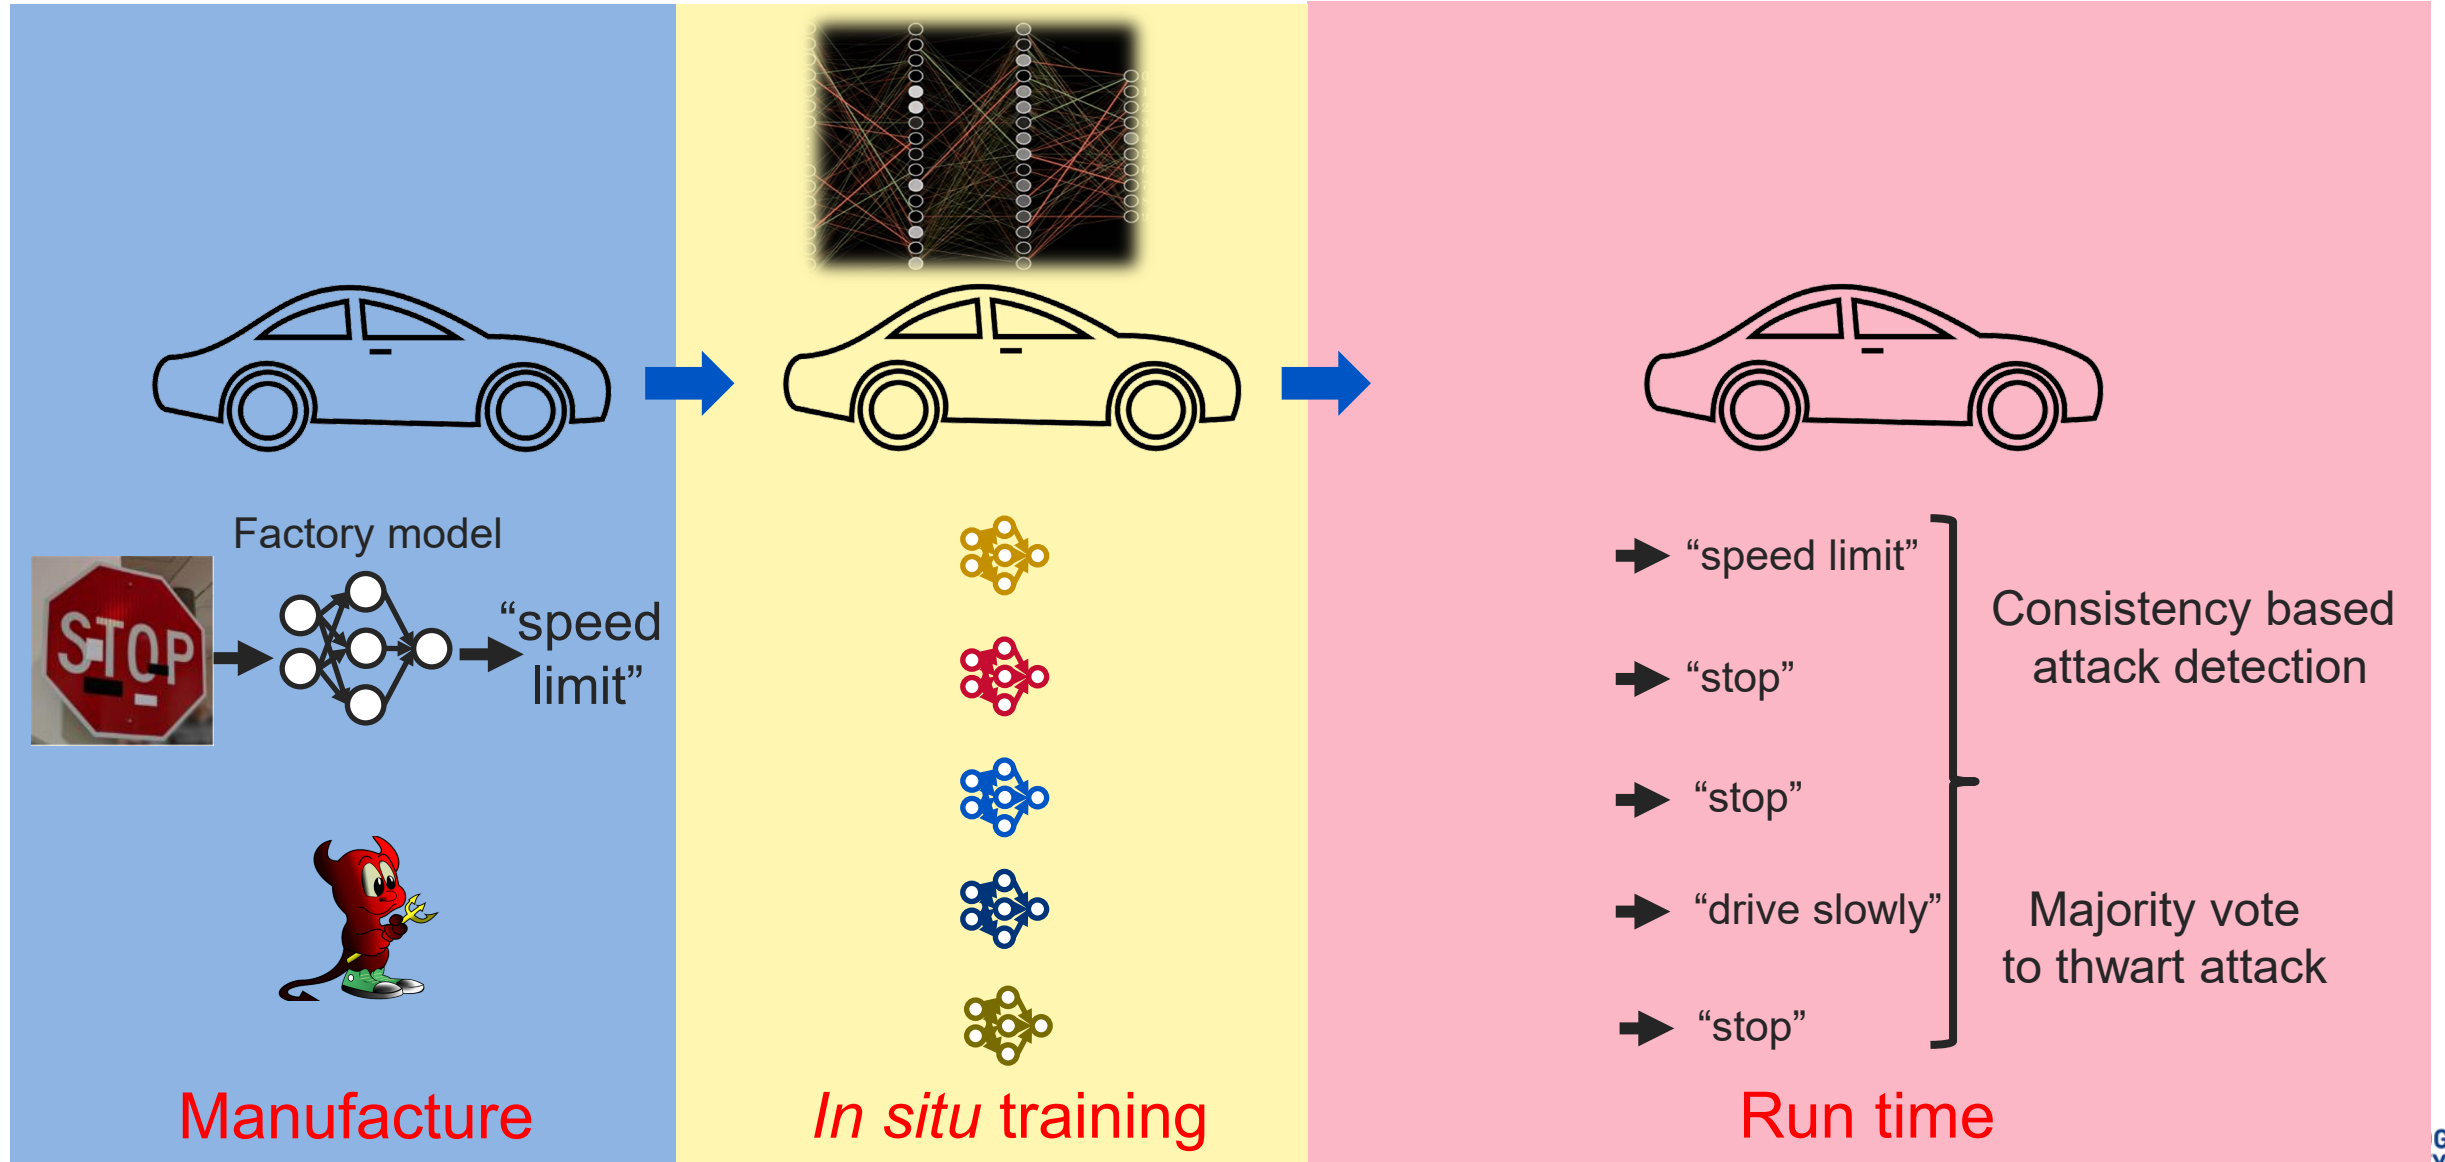 Factory model
STOP
“speed
limit”
Manufacture
In situ training
“speed limit”
“stop”
“stop”
“drive slowly”
“stop”
Consistency based
attack detection
Majority vote
to thwart attack
Run time